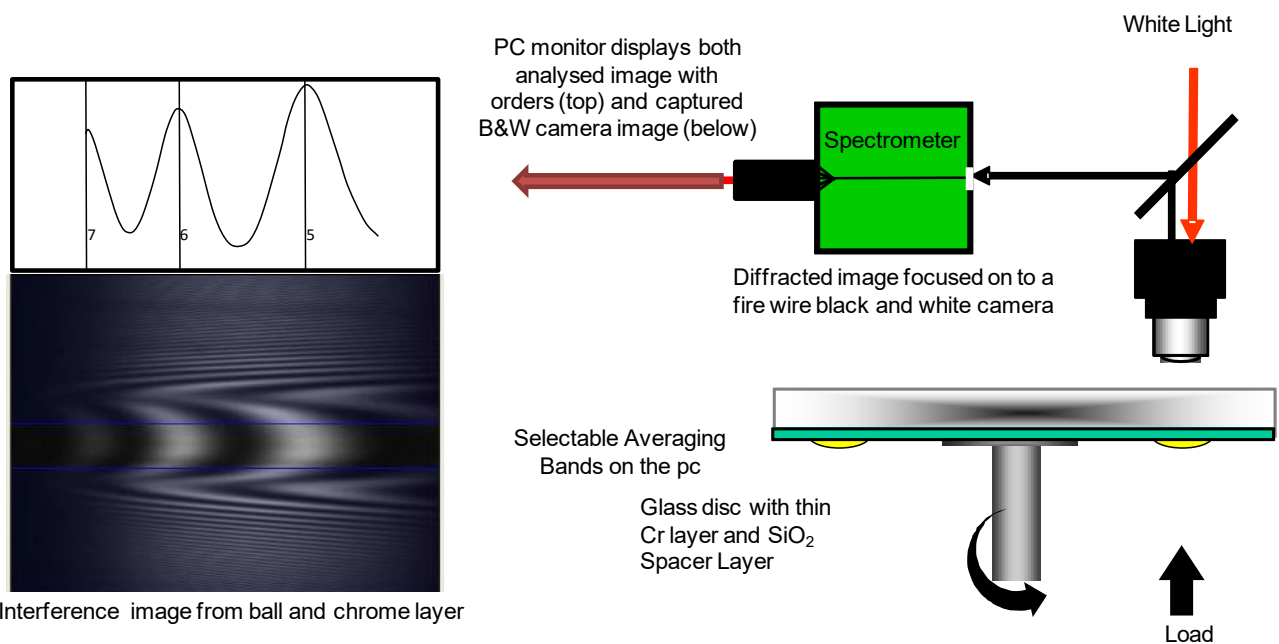 White Light
PC monitor displays both
analysed image with
orders (top) and captured
B&W camera image (below)
Spectrometer
7
6
5
Diffracted image focused on to a
fire wire black and white camera
Selectable Averaging
Bands on the pc
Glass disc with thin
Cr layer and SiO₂
Spacer Layer
Interference image from ball and chrome layer
Load